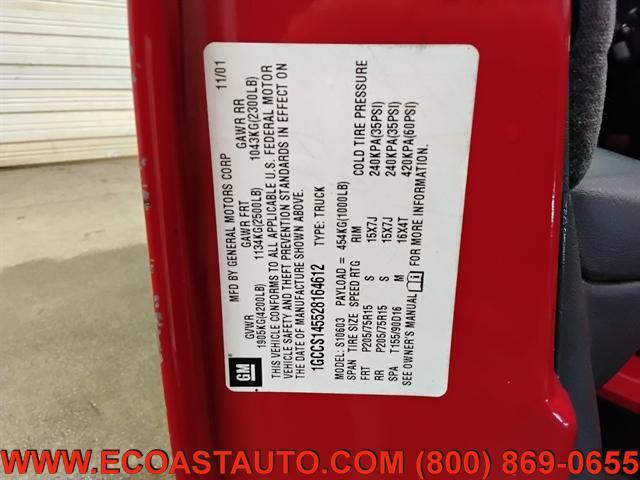 MFD BY GENERAL MOTORS CORP 11/01
GVWR GAWR FRT GAWR RR
1905KG(4200LB) 1134KG(2500LB) 1043KG(2300LB)
THIS VEHICLE CONFORMS TO ALL APPLICABLE U.S. FEDERAL MOTOR
VEHICLE SAFETY AND THEFT PREVENTION STANDARDS IN EFFECT ON
THE DATE OF MANUFACTURE SHOWN ABOVE.
GM
1GCCS145528164612 TYPE: TRUCK
MODEL: S10603 PAYLOAD = 454KG(1000LB)
SPAN TIRE SIZE SPEED RTG RIM COLD TIRE PRESSURE
FRT P205/75R15 S 15X7J 240KPA(35PSI)
RR P205/75R15 S 15X7J 240KPA(35PSI)
SPA T155/90D16 M 16X4T 420KPA(60PSI)
SEE OWNER'S MANUAL FOR MORE INFORMATION.
WWW.ECOASTAUTO.COM (800) 869-0655